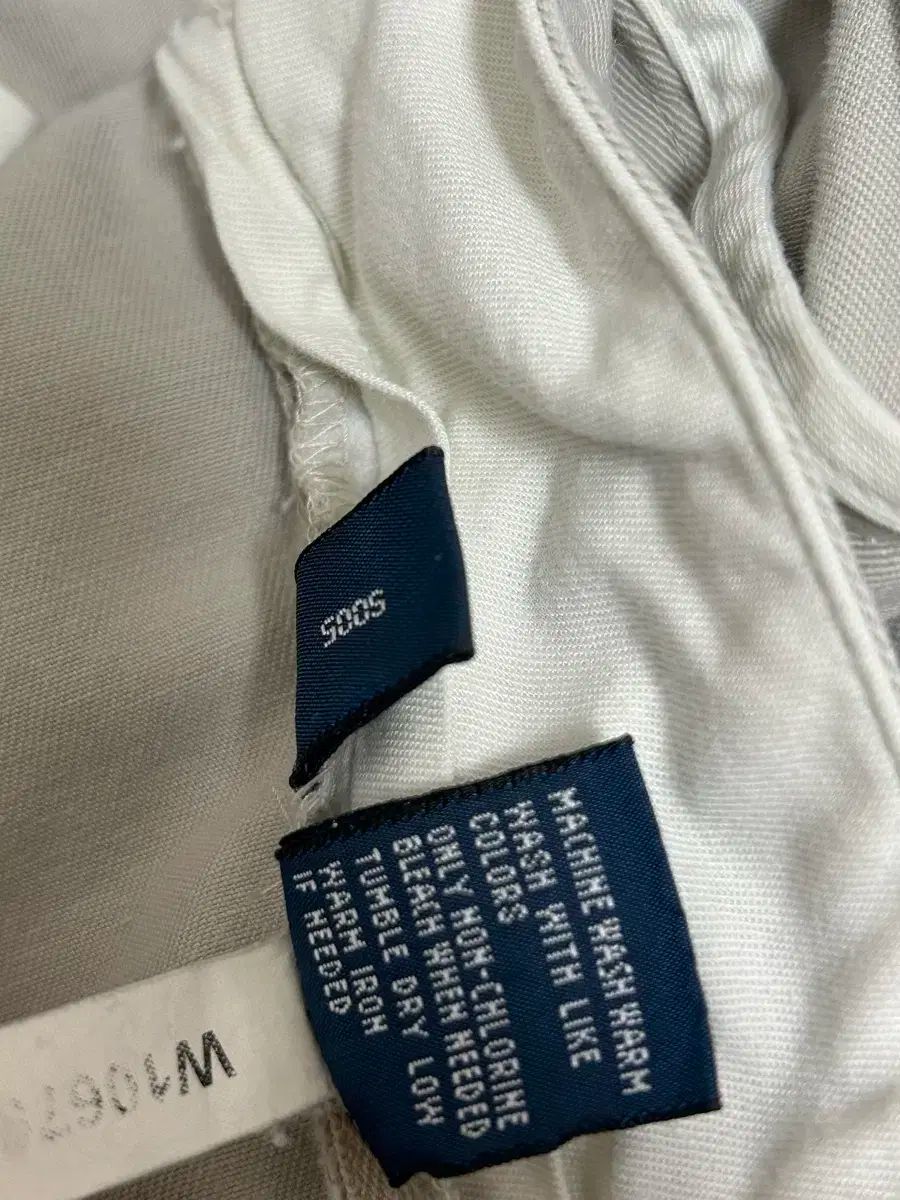 5005
MACHINE WASH WARM
WASH WITH LIKE
COLORS
ONLY NON-CHLORINE
BLEACH WHEN NEEDED
TUMBLE DRY LOW
WARM IRON
IF NEEDED